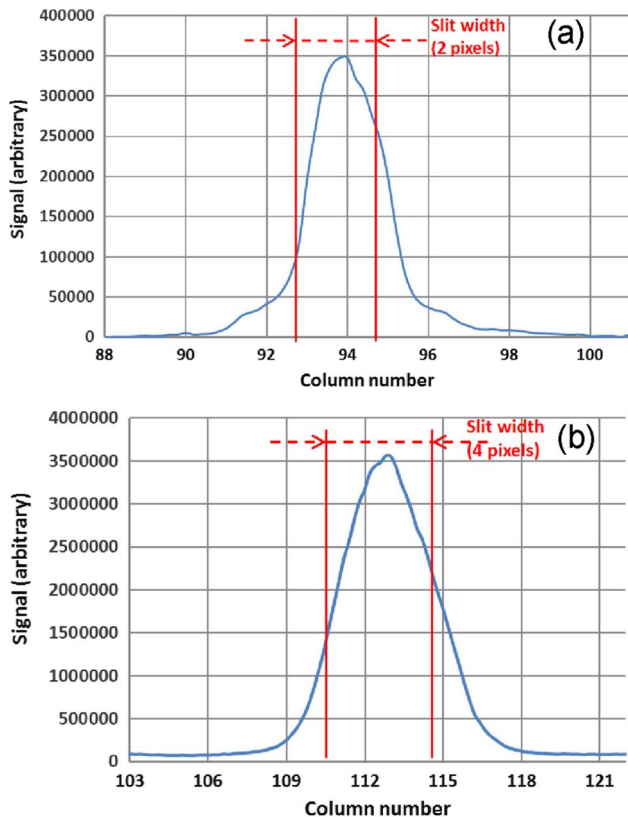 (a)
Slit width
(2 pixels)
Signal (arbitrary)
400000
350000
300000
250000
200000
150000
100000
50000
0
88 90 92 94 96 98 100
Column number
(b)
Slit width
(4 pixels)
Signal (arbitrary)
4000000
3500000
3000000
2500000
2000000
1500000
1000000
500000
0
103 106 109 112 115 118 121
Column number